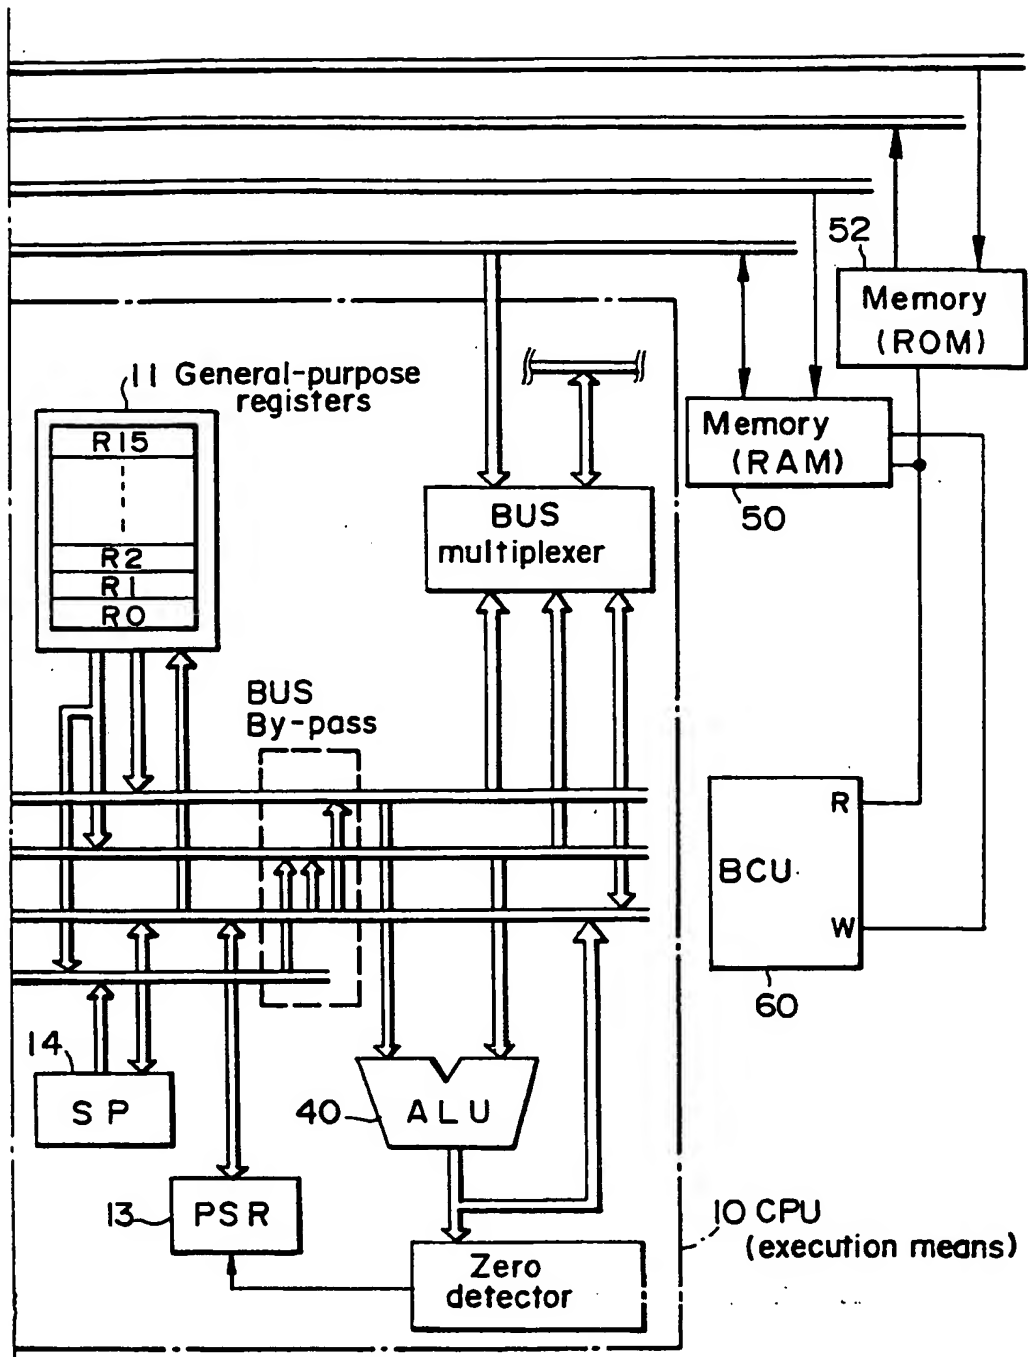 52
Memory
(ROM)
11 General-purpose
registers
R15
R2
R1
R0
Memory
(RAM)
50
BUS
multiplexer
BUS
By-pass
R
BCU
W
60
14
SP
40
ALU
13
PSR
10 CPU
(execution means)
Zero
detector